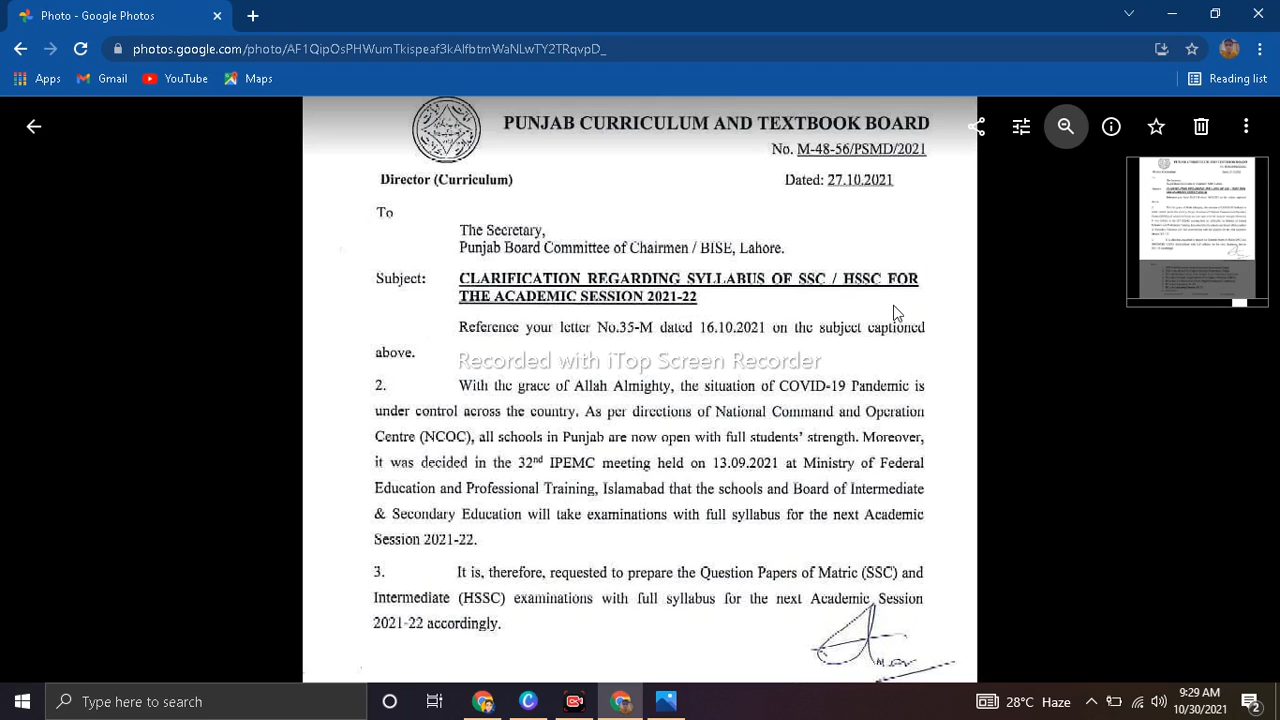 Photo - Google Photos
photos.google.com/photo/AF1QipOsPHWumTkispeaf3kAlfbtmWaNLwTY2TRqvpD_
Apps Gmail YouTube Maps Reading list
PUNJAB CURRICULUM AND TEXTBOOK BOARD
No. M-48-56/PSMD/2021
Director (Curculum) Dated: 27.10.2021
To
The Secretary,
Punjab Board Committee of Chairmen / BISE, Lahore.
Subject: CLARIFICATION REGARDING SYLLABUS OF SSC / HSSC FOR
THE ACADEMIC SESSION 2021-22
Reference your letter No.35-M dated 16.10.2021 on the subject captioned
above.
Recorded with iTop Screen Recorder
2. With the grace of Allah Almighty, the situation of COVID-19 Pandemic is
under control across the country. As per directions of National Command and Operation
Centre (NCOC), all schools in Punjab are now open with full students' strength. Moreover,
it was decided in the 32nd IPEMC meeting held on 13.09.2021 at Ministry of Federal
Education and Professional Training, Islamabad that the schools and Board of Intermediate
& Secondary Education will take examinations with full syllabus for the next Academic
Session 2021-22.
3. It is, therefore, requested to prepare the Question Papers of Matric (SSC) and
Intermediate (HSSC) examinations with full syllabus for the next Academic Session
2021-22 accordingly.
Type here to search
28°C Haze
9:29 AM
10/30/2021
2